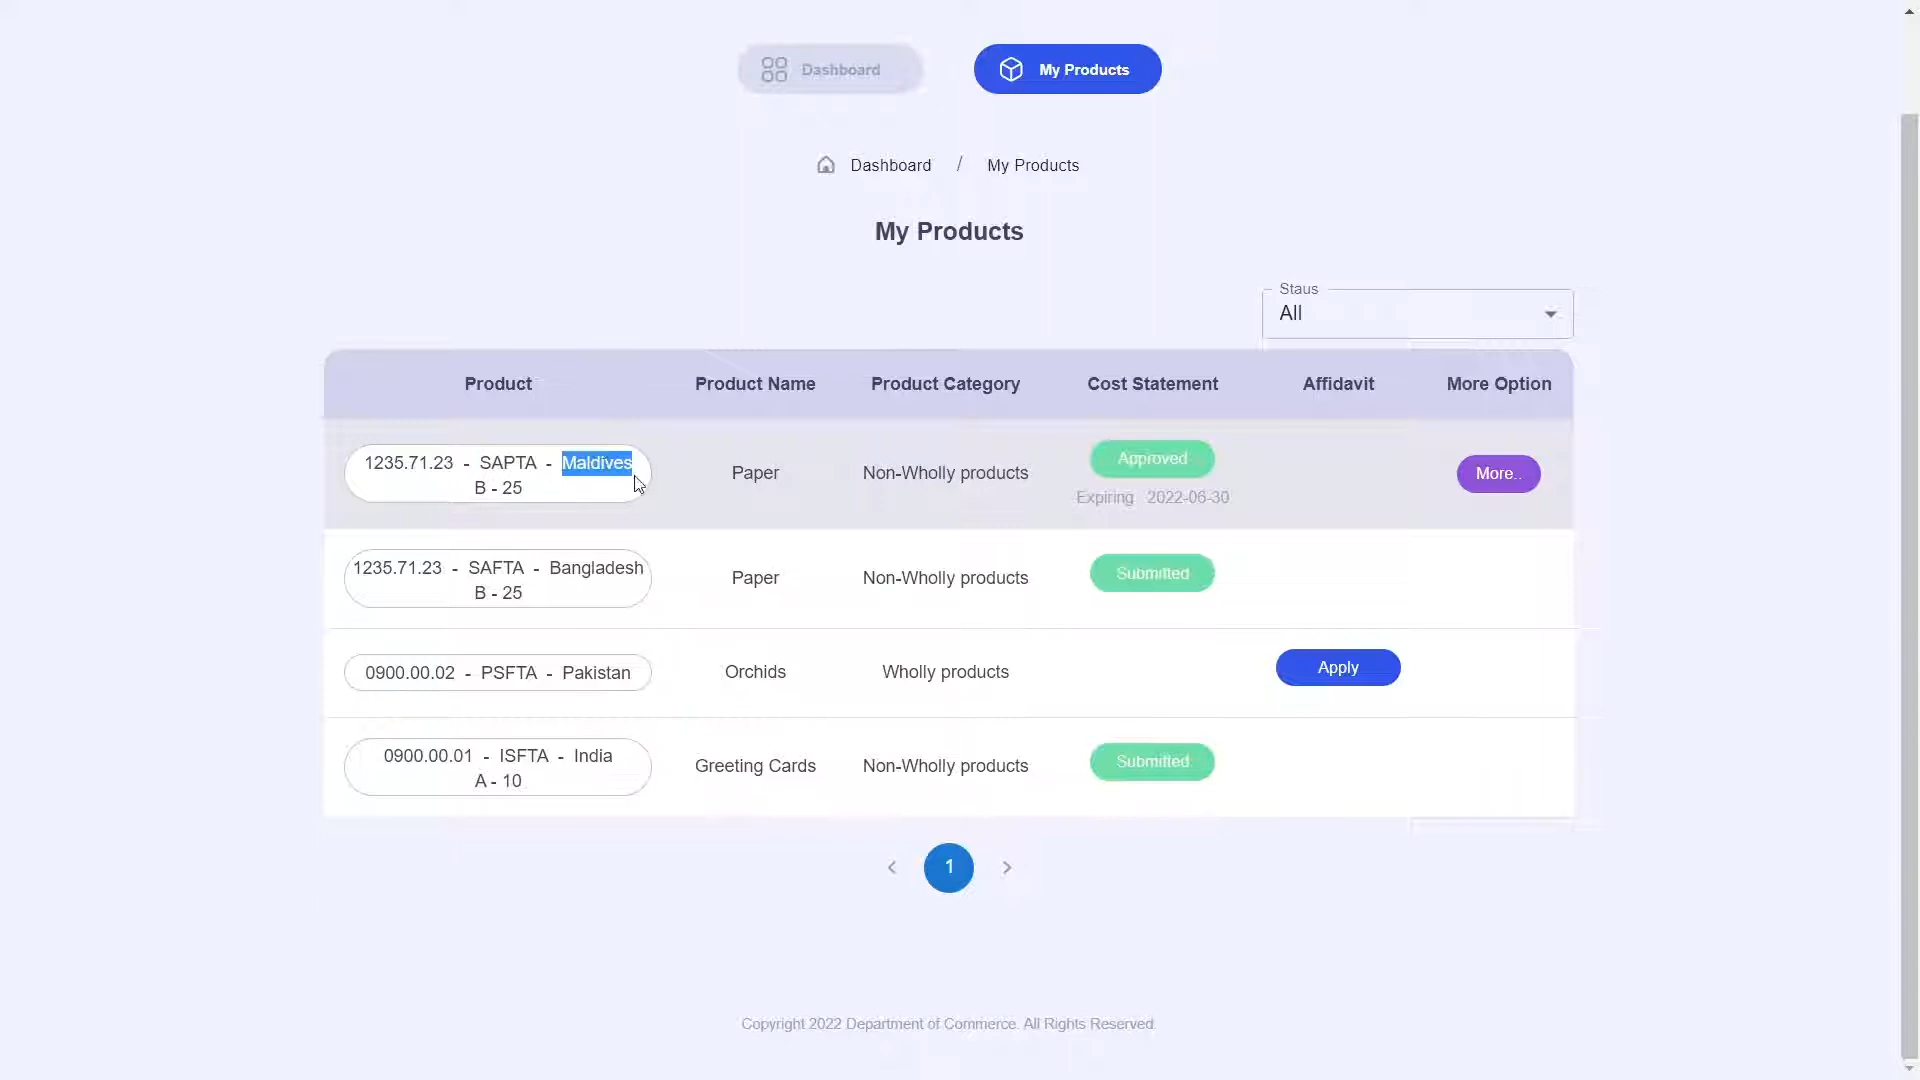 Dashboard
My Products
Dashboard / My Products
My Products
Staus
All
Product Product Name Product Category Cost Statement Affidavit More Option
1235.71.23 - SAPTA - Maldives
B - 25
Paper
Non-Wholly products
Approved
Expiring 2022-06-30
More..
1235.71.23 - SAFTA - Bangladesh
B - 25
Paper
Non-Wholly products
Submitted
0900.00.02 - PSFTA - Pakistan
Orchids
Wholly products
Apply
0900.00.01 - ISFTA - India
A - 10
Greeting Cards
Non-Wholly products
Submitted
1
Copyright 2022 Department of Commerce. All Rights Reserved.